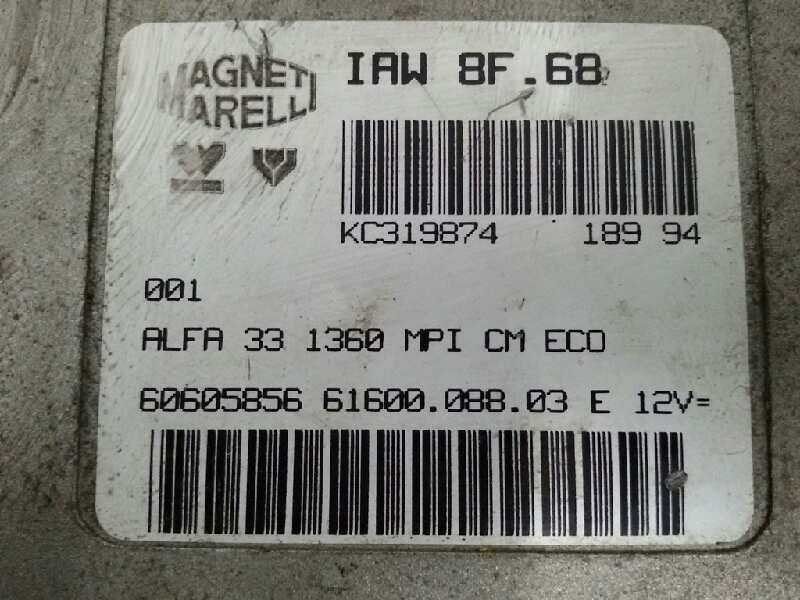 MAGNETI
MARELLI
IAW 8F.68
KC319874 189 94
001
ALFA 33 1360 MPI CM ECO
60605856 61600.088.03 E 12V=